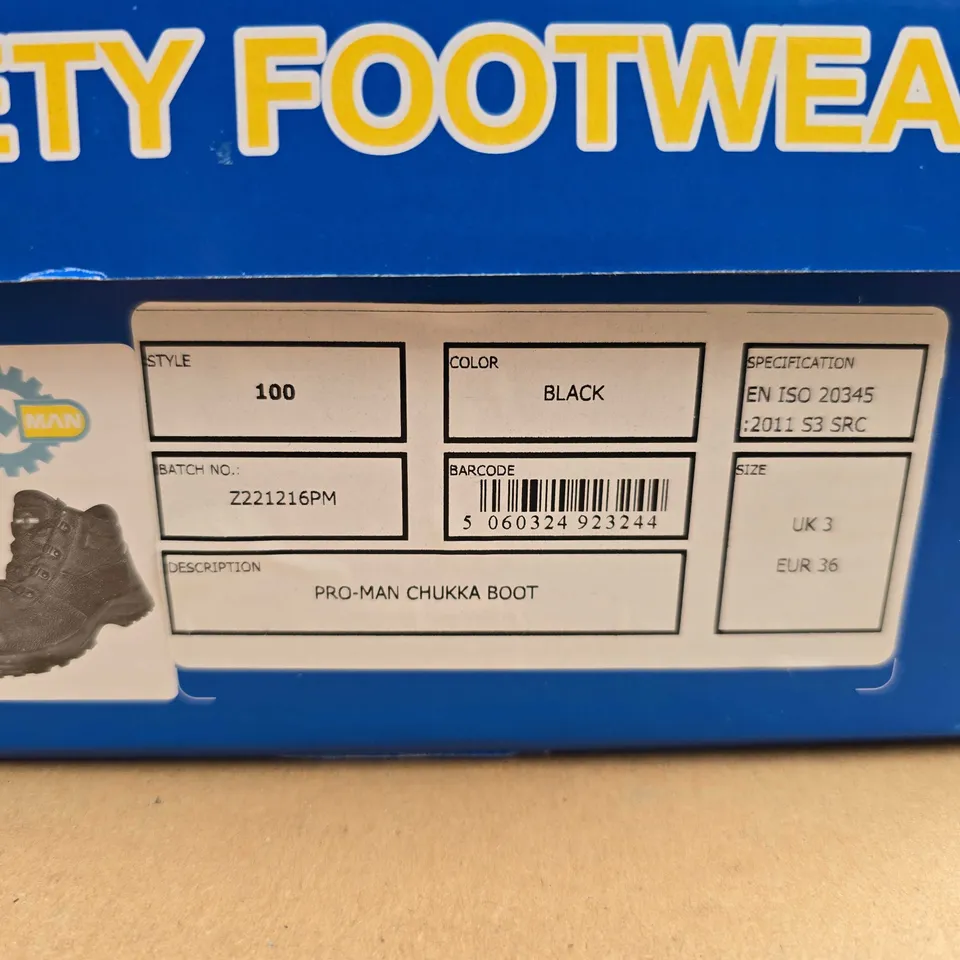 ETY FOOTWEA
MAN
STYLE
100
COLOR
BLACK
SPECIFICATION
EN ISO 20345
:2011 S3 SRC
BATCH NO.:
Z221216PM
BARCODE
5 060324 923244
SIZE
UK 3
EUR 36
DESCRIPTION
PRO-MAN CHUKKA BOOT